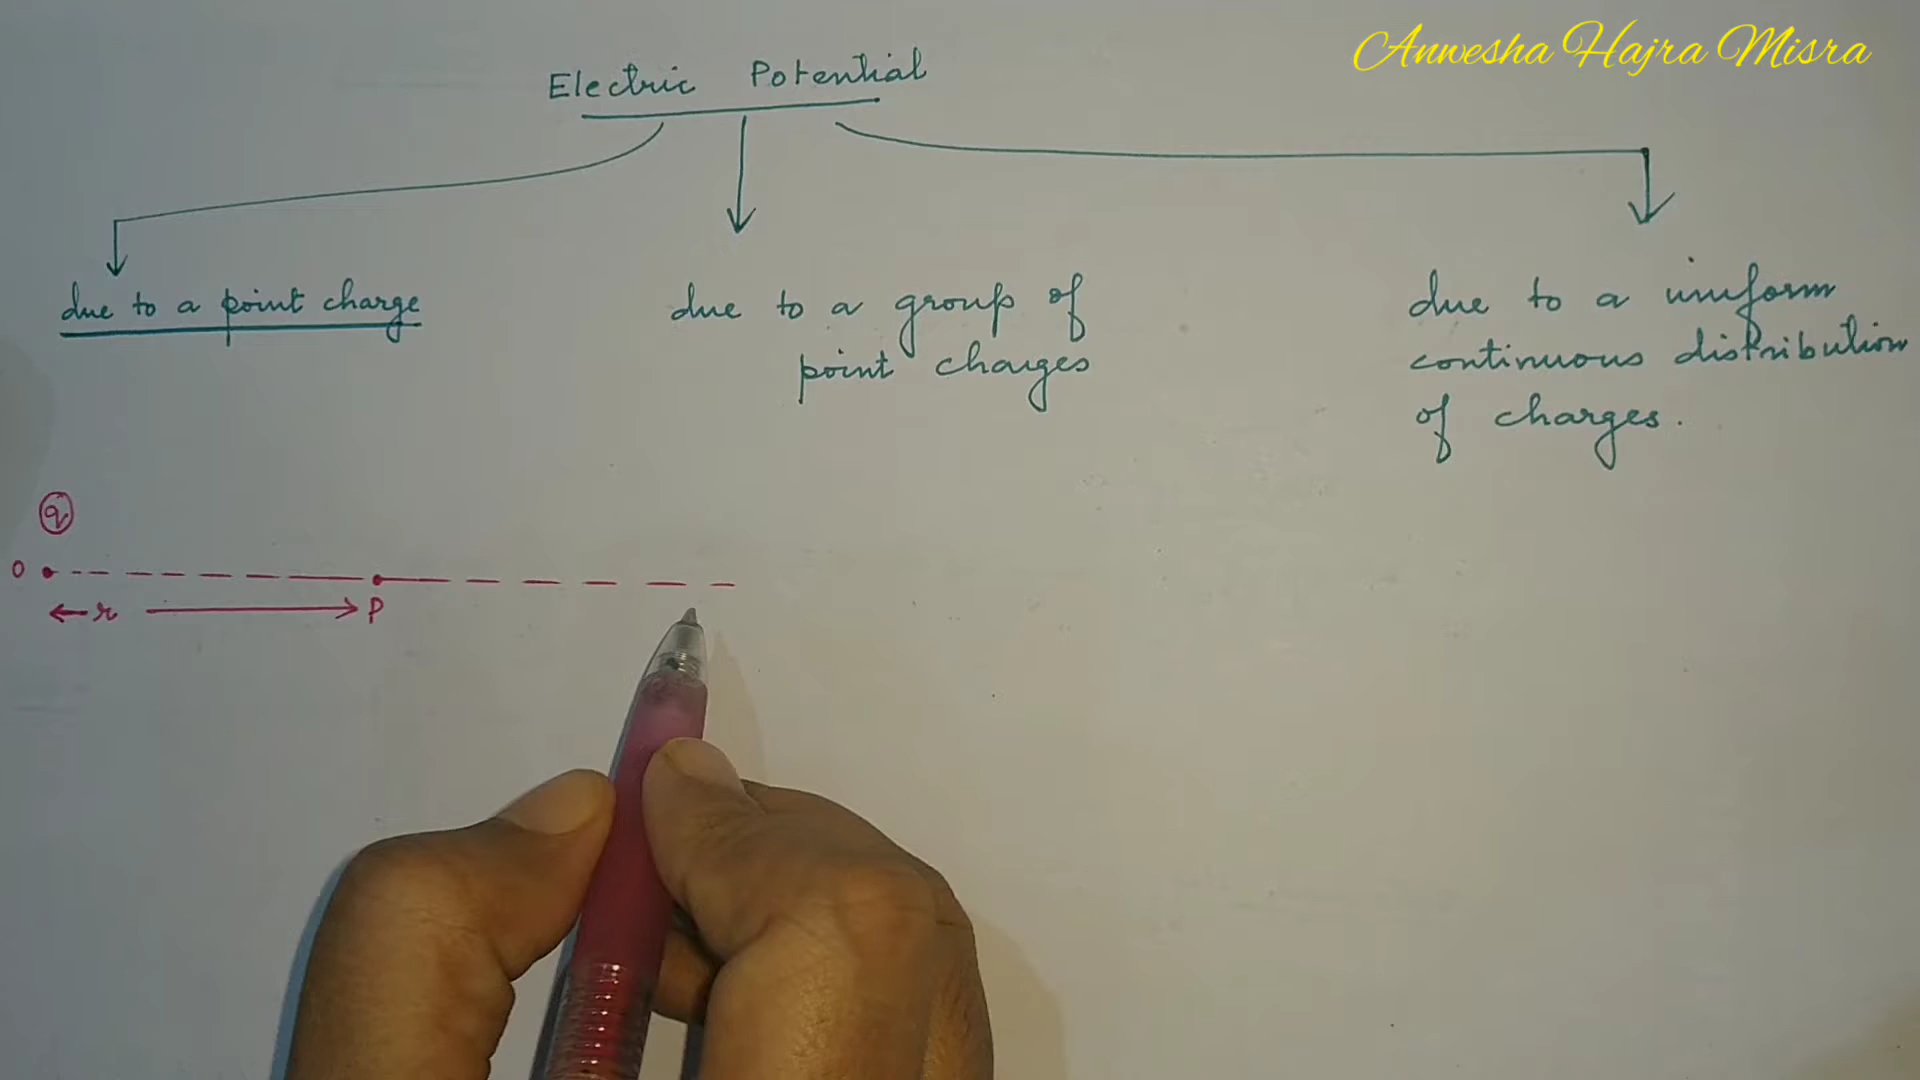 Anwesha Hajra Misra
Electric Potential
due to a point charge
due to a group of
point charges
due to a uniform
continuous distribution
of charges.
q
O
r
P